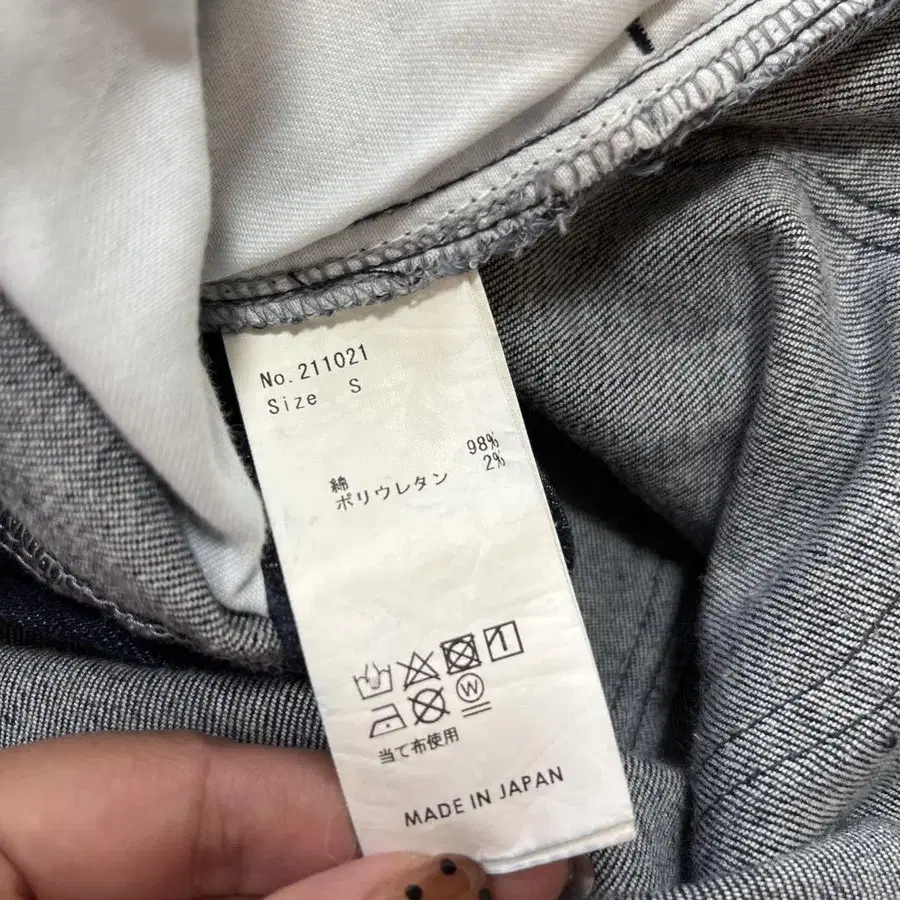 No. 211021
Size S
綿 98%
ポリウレタン 2%
W
当て布使用
MADE IN JAPAN